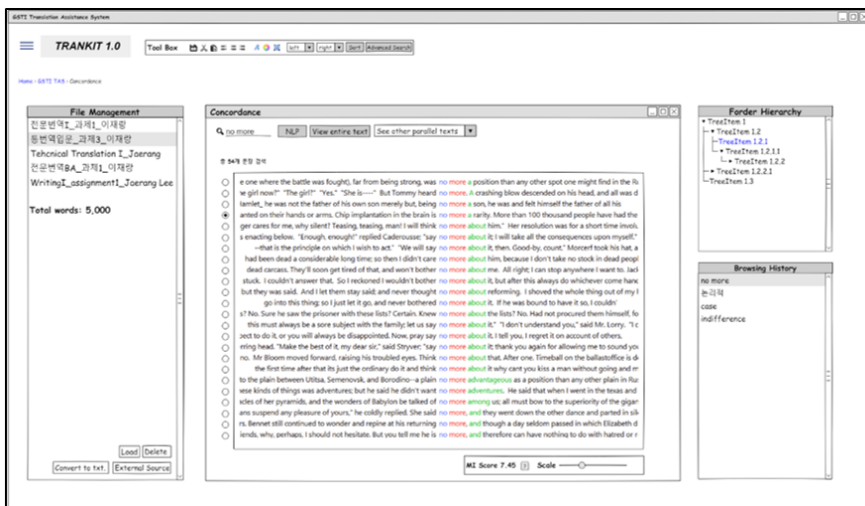 GSTI Translation Assistance System
TRANKIT 1.0
Tool Box
left
right
Sort
Advanced Search
Home - GSTI TAS - Concordance
File Management
전문번역I_과제1_이재랑
동번역입문_과제3_이재랑
Tehcnical Translation I_Jaerang
전문번역BA_과제1_이재랑
WritingI_assignment1_Jaerang Lee
Total words: 5,000
Load
Delete
Convert to txt.
External Source
Concordance
no more
NLP
View entire text
See other parallel texts
총 54개 문장 검색
e one where the battle was fought), far from being strong, was no more a position than any other spot one might find in the Ru
se girl now?" "The girl?" "Yes." "She is-----" But Tommy heard no more. A crashing blow descended on his head, and all was d
Hamlet_ he was not the father of his own son merely but, being no more a son, he was and felt himself the father of all his
anted on their hands or arms. Chip implantation in the brain is no more a rarity. More than 100 thousand people have had the
ger cares for me, why silent? Teasing, teasing, man! I will think no more about him." Her resolution was for a short time involv
s enacting below. "Enough, enough!" replied Caderousse; "say no more about it; I will take all the consequences upon myself."
—that is the principle on which I wish to act." "We will say no more about it, then. Good-by, count." Morcerf took his hat, a
had been dead a considerable long time; so then I didn't care no more about him, because I don't take no stock in dead peopl
dead carcass. They'll soon get tired of that, and won't bother no more about me. All right; I can stop anywhere I want to. Jack
stuck. I couldn't answer that. So I reckoned I wouldn't bother no more about it, but after this always do whichever come hanc
but they was said. And I let them stay said; and never thought no more about reforming. I shoved the whole thing out of my h
go into this thing; so I just let it go, and never bothered no more about it. If he was bound to have it so, I couldn'
s? No. Sure he saw the prisoner with these lists? Certain. Knew no more about the lists? No. Had not procured them himself, fo
this must always be a sore subject with the family; let us say no more about it." "I don't understand you," said Mr. Lorry. "I c
pect to do it, or you will always be disappointed. Now, pray say no more about it. I tell you, I regret it on account of others.
rring head. "Make the best of it, my dear sir," said Stryver; "say no more about it; thank you again for allowing me to sound you
no. Mr Bloom moved forward, raising his troubled eyes. Think no more about that. After one. Timeball on the ballastoffice is do
the first time after that its just the ordinary do it and think no more about it why cant you kiss a man without going and m
to the plain between Utitsa, Semenovsk, and Borodino--a plain no more advantageous as a position than any other plain in Rus
vese kinds of things was adventures; but he said he didn't want no more adventures. He said that when I went in the texas and
acles of her pyramids, and the wonders of Babylon be talked of no more among us; all must bow to the superiority of the gigan
ans suspend any pleasure of yours," he coldly replied. She said no more, and they went down the other dance and parted in sile
rs. Bennet still continued to wonder and repine at his returning no more, and though a day seldom passed in which Elizabeth d
iends, why, perhaps, I should not hesitate. But you tell me he is no more, and therefore can have nothing to do with hatred or r
MI Score 7.45
Scale
Forder Hierarchy
TreeItem 1
TreeItem 1.2
TreeItem 1.2.1
TreeItem 1.2.1.1
TreeItem 1.2.2
TreeItem 1.2.2.1
TreeItem 1.3
Browsing History
no more
논리적
case
indifference